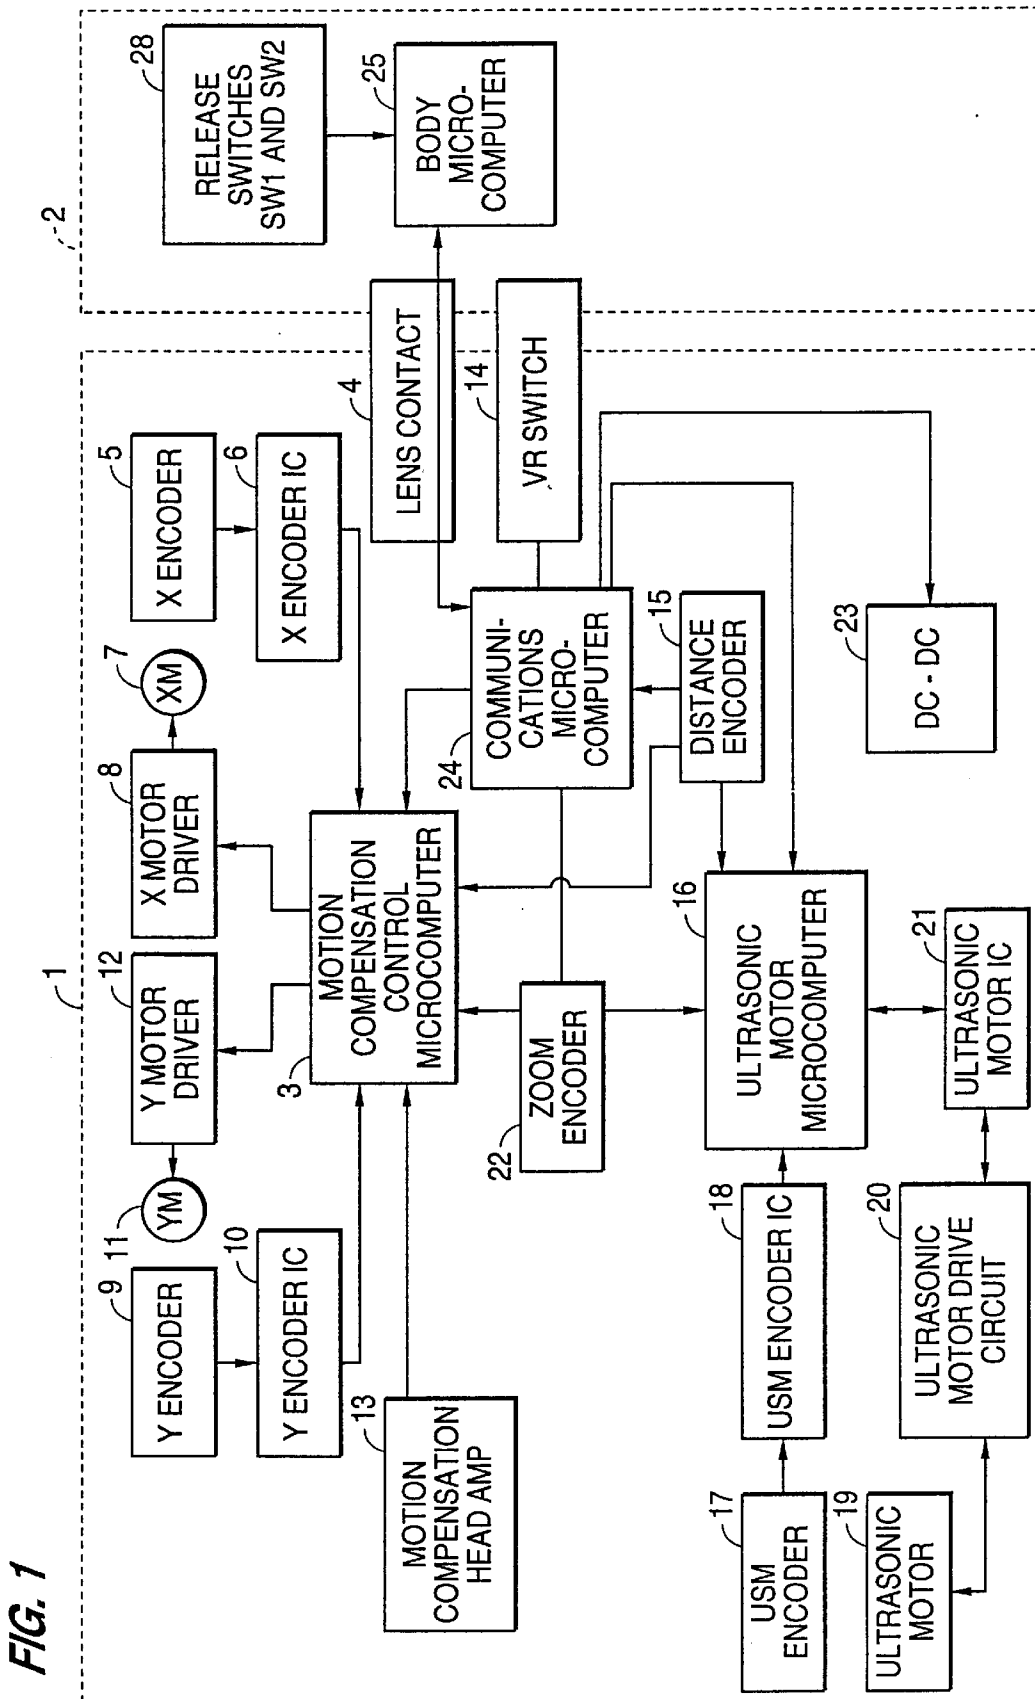 FIG. 1
1
2
9
Y ENCODER
10
Y ENCODER IC
11
YM
12
Y MOTOR
DRIVER
8
X MOTOR
DRIVER
7
XM
5
X ENCODER
6
X ENCODER IC
28
RELEASE
SWITCHES
SW1 AND SW2
25
BODY
MICRO-
COMPUTER
13
MOTION
COMPENSATION
HEAD AMP
3
MOTION
COMPENSATION
CONTROL
MICROCOMPUTER
4
LENS CONTACT
14
VR SWITCH
24
COMMUNI-
CATIONS
MICRO-
COMPUTER
22
ZOOM
ENCODER
15
DISTANCE
ENCODER
17
USM
ENCODER
18
USM ENCODER IC
16
ULTRASONIC
MOTOR
MICROCOMPUTER
23
DC - DC
19
ULTRASONIC
MOTOR
20
ULTRASONIC
MOTOR DRIVE
CIRCUIT
21
ULTRASONIC
MOTOR IC